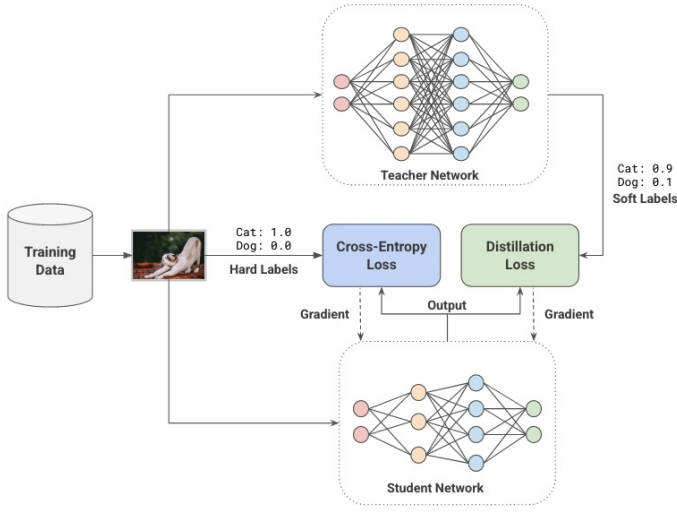 Teacher Network
Cat: 0.9
Dog: 0.1
Soft Labels
Training
Data
Cat: 1.0
Dog: 0.0
Hard Labels
Cross-Entropy
Loss
Distillation
Loss
Gradient
Output
Gradient
Student Network